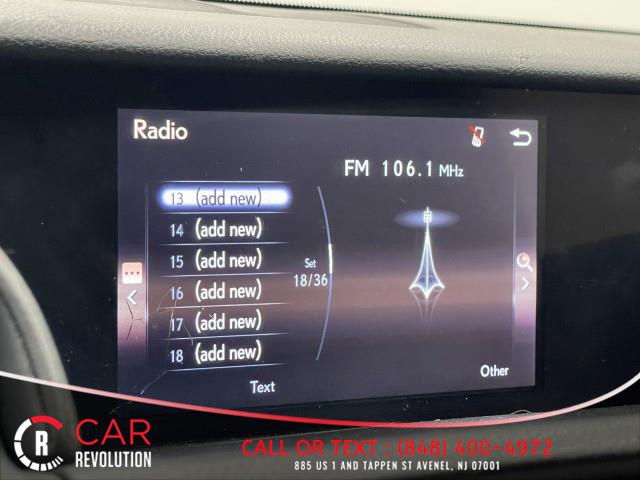 Radio
FM 106.1 MHz
13 (add new)
14 (add new)
15 (add new)
16 (add new)
17 (add new)
18 (add new)
Set
18/36
Text
Other
R CAR
REVOLUTION
CALL OR TEXT : (848) 400-4972
885 US 1 AND TAPPEN ST AVENEL, NJ 07001